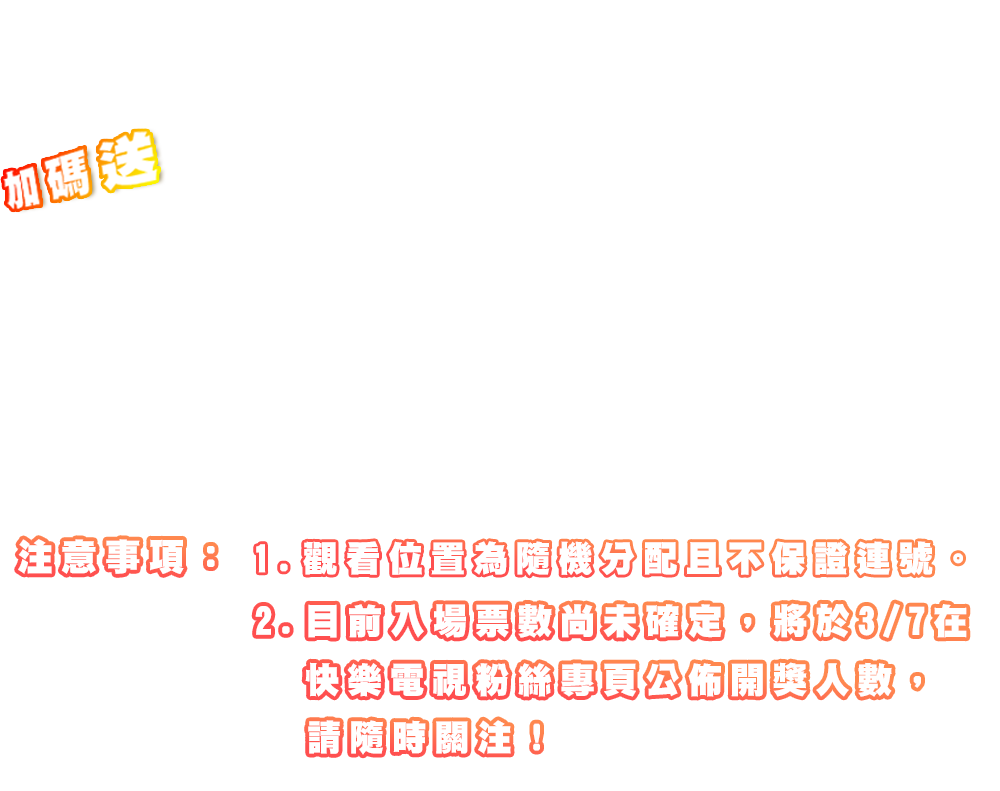 加碼送
注意事項：1.觀看位置為隨機分配且不保證連號。
2.目前入場票數尚未確定，將於3/7在
快樂電視粉絲專頁公佈開獎人數，
請隨時關注！